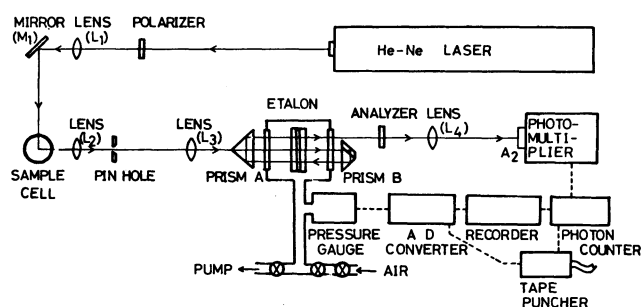 MIRROR LENS POLARIZER
(M1) (L1)
He-Ne LASER
ETALON
LENS
(L2)
LENS
(L3)
ANALYZER LENS
(L4)
PHOTO-
MULTI-
PLIER
A2
SAMPLE
CELL
PIN HOLE
PRISM A
PRISM B
PRESSURE
GAUGE
A D
CONVERTER
RECORDER
PHOTON
COUNTER
PUMP
AIR
TAPE
PUNCHER